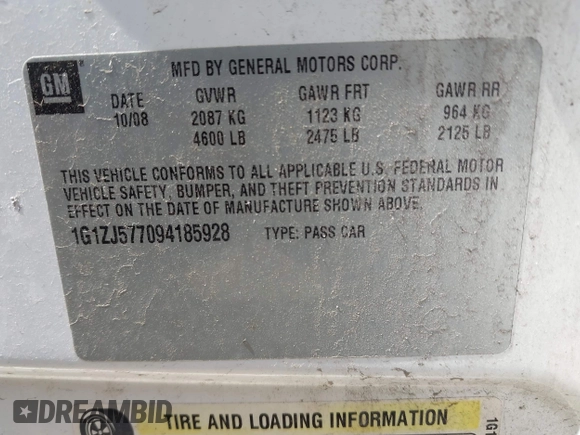 GM
MFD BY GENERAL MOTORS CORP.
DATE GVWR GAWR FRT GAWR RR
10/08 2087 KG 1123 KG 964 KG
4600 LB 2475 LB 2125 LB
THIS VEHICLE CONFORMS TO ALL APPLICABLE U.S. FEDERAL MOTOR
VEHICLE SAFETY, BUMPER, AND THEFT PREVENTION STANDARDS IN
EFFECT ON THE DATE OF MANUFACTURE SHOWN ABOVE.
1G1ZJ577094185928 TYPE: PASS CAR
TIRE AND LOADING INFORMATION
1G1
DREAMBID